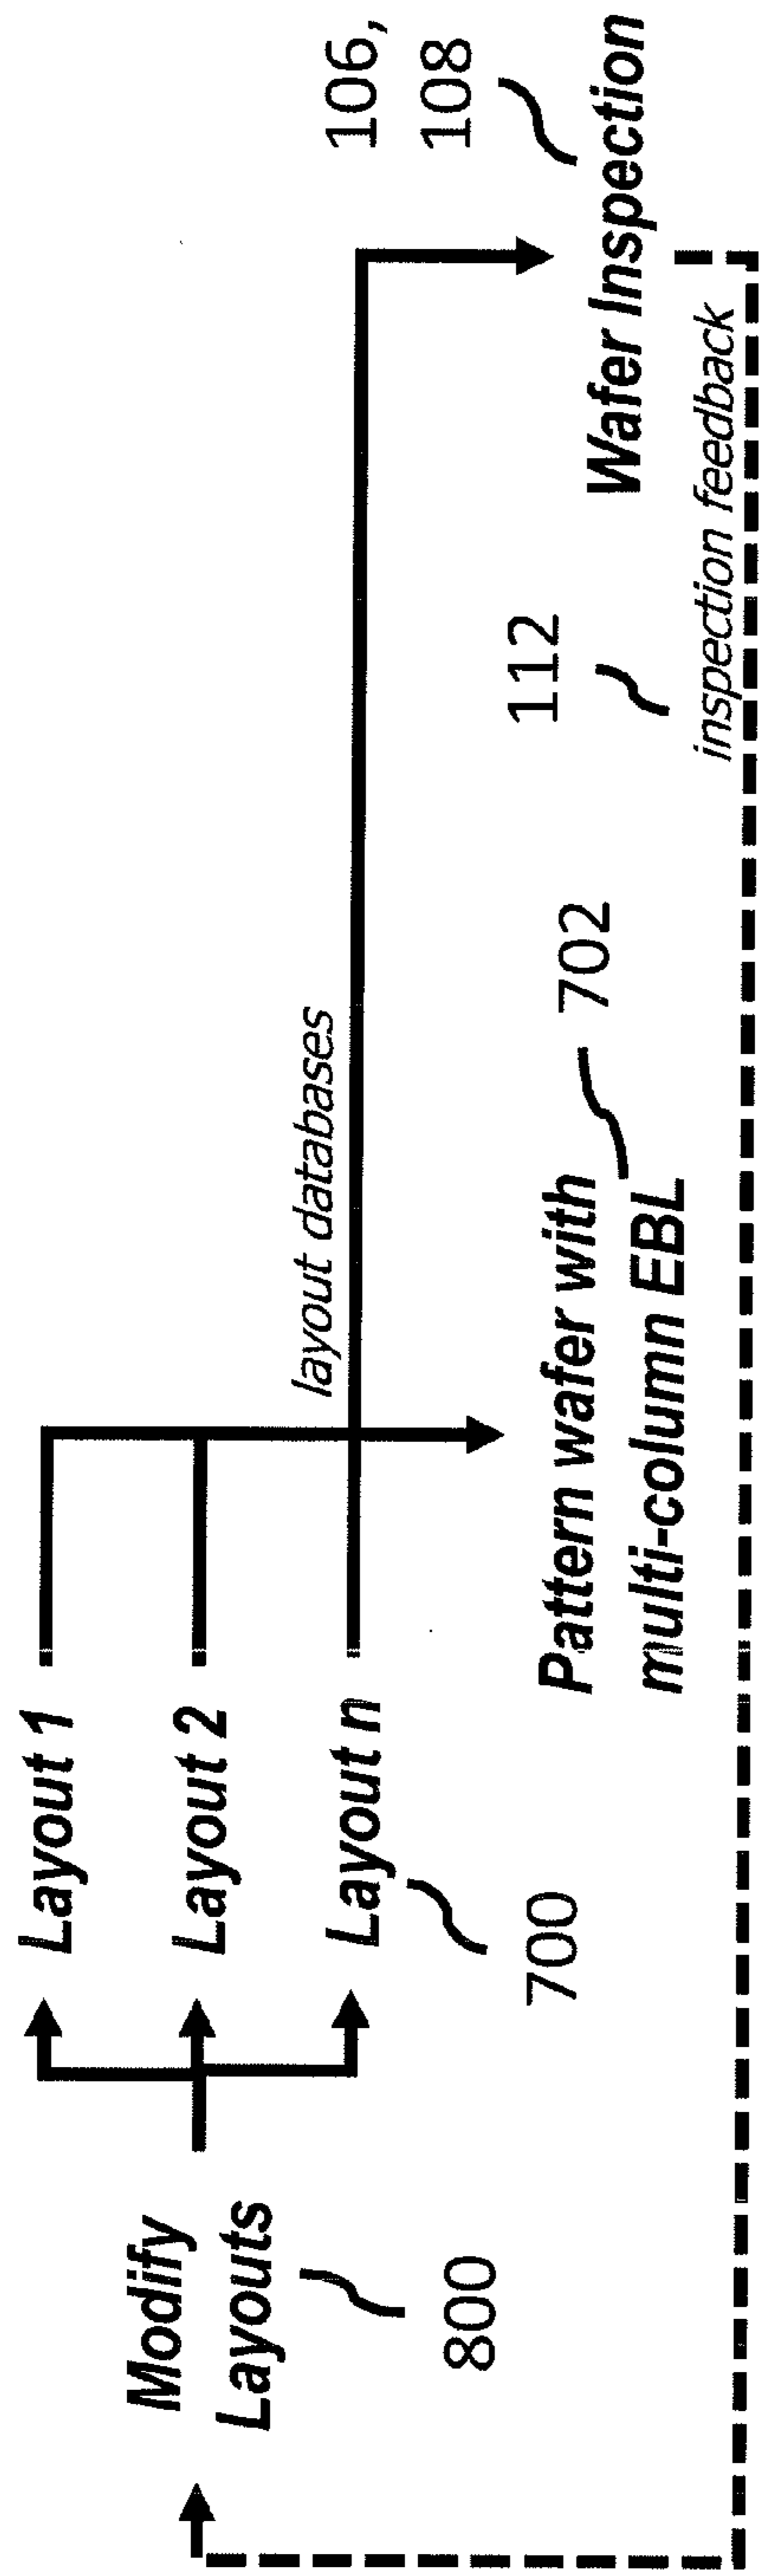 Modify
Layouts
800
Layout 1
Layout 2
Layout n
700
layout databases
Pattern wafer with
multi-column EBL
702
106,
108
Wafer Inspection
112
inspection feedback